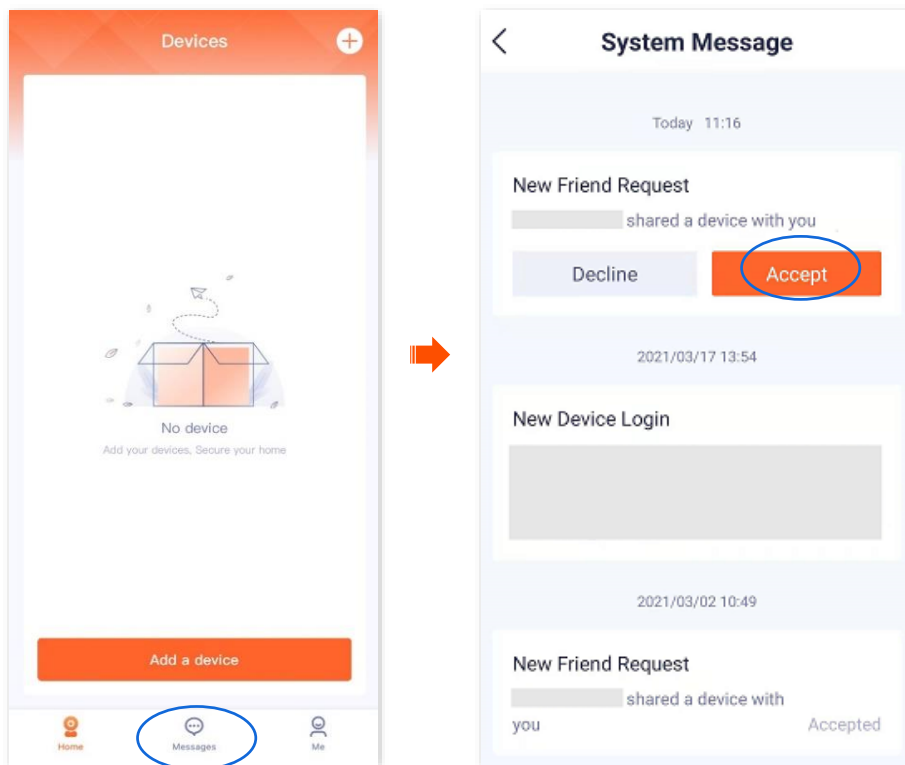 Devices
No device
Add your devices, Secure your home
Add a device
Home
Messages
Me
System Message
Today 11:16
New Friend Request
shared a device with you
Decline
Accept
2021/03/17 13:54
New Device Login
2021/03/02 10:49
New Friend Request
shared a device with
you
Accepted